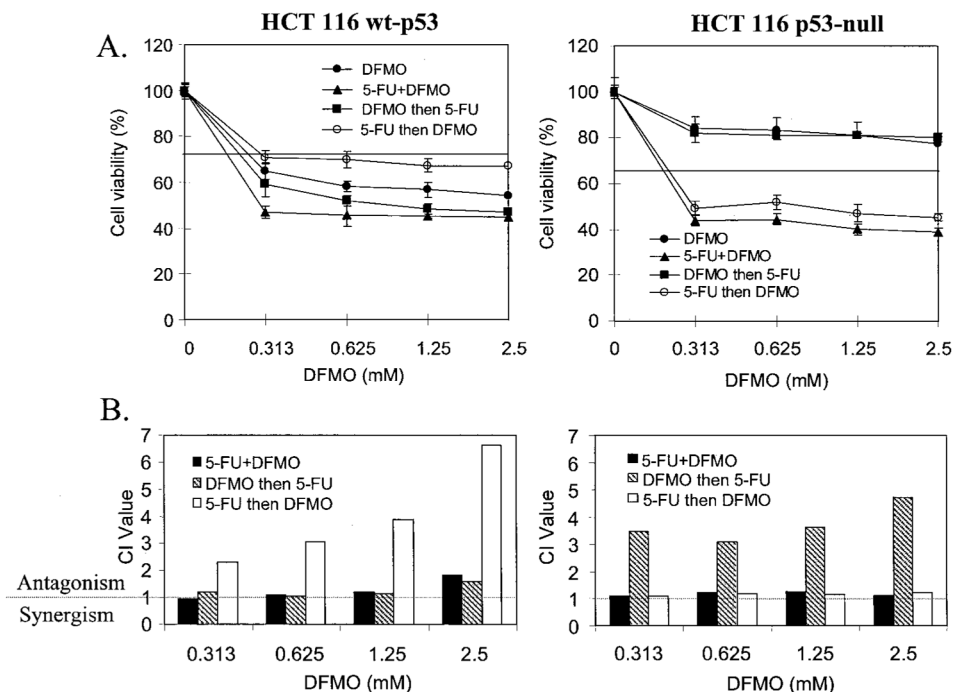 HCT 116 wt-p53
HCT 116 p53-null
A.
120
100
80
60
40
20
0
Cell viability (%)
DFMO
5-FU+DFMO
DFMO then 5-FU
5-FU then DFMO
0 0.313 0.625 1.25 2.5
DFMO (mM)
120
100
80
60
40
20
0
Cell viability (%)
DFMO
5-FU+DFMO
DFMO then 5-FU
5-FU then DFMO
0 0.313 0.625 1.25 2.5
DFMO (mM)
B.
7
6
5
4
3
2
1
0
CI Value
5-FU+DFMO
DFMO then 5-FU
5-FU then DFMO
Antagonism
Synergism
0.313 0.625 1.25 2.5
DFMO (mM)
7
6
5
4
3
2
1
0
CI Value
5-FU+DFMO
DFMO then 5-FU
5-FU then DFMO
0.313 0.625 1.25 2.5
DFMO (mM)